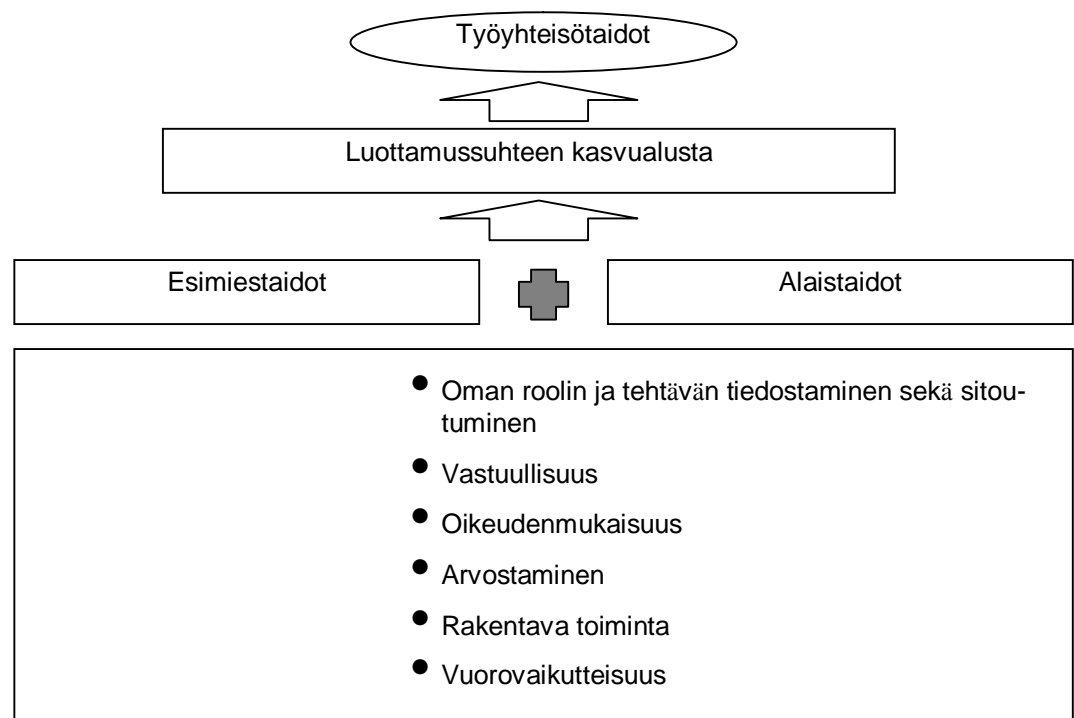 Työyhteisötaidot
Luottamussuhteen kasvualusta
Esimiestaidot
Alaistaidot
• Oman roolin ja tehtävän tiedostaminen sekä sitou-
tuminen
• Vastuullisuus
• Oikeudenmukaisuus
• Arvostaminen
• Rakentava toiminta
• Vuorovaikutteisuus